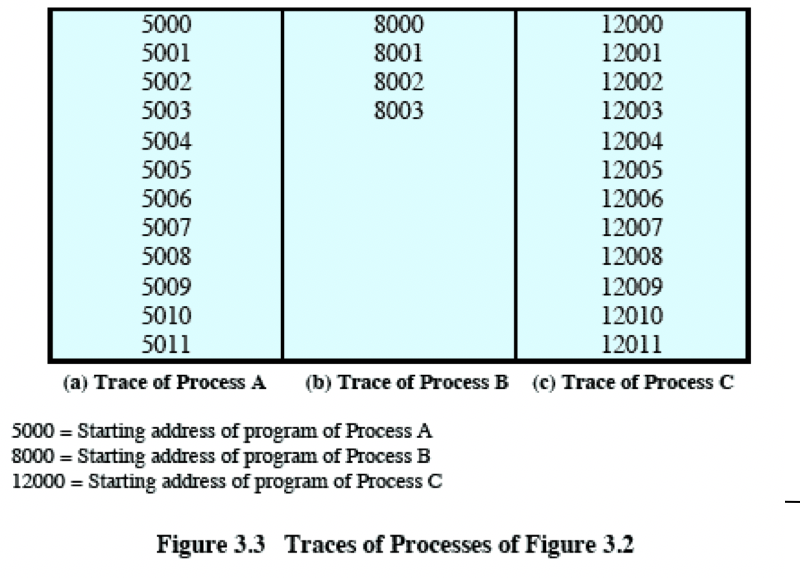 5000 8000 12000
5001 8001 12001
5002 8002 12002
5003 8003 12003
5004 12004
5005 12005
5006 12006
5007 12007
5008 12008
5009 12009
5010 12010
5011 12011
(a) Trace of Process A (b) Trace of Process B (c) Trace of Process C
5000 = Starting address of program of Process A
8000 = Starting address of program of Process B
12000 = Starting address of program of Process C
Figure 3.3 Traces of Processes of Figure 3.2